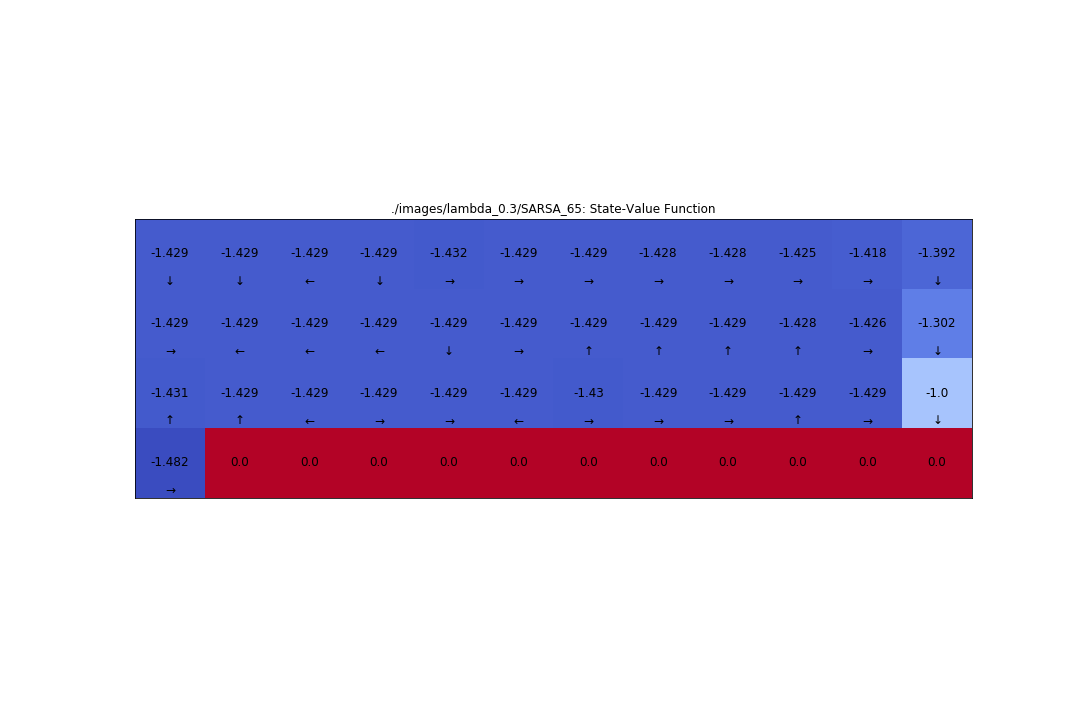 ./images/lambda_0.3/SARSA_65: State-Value Function
-1.429 -1.429 -1.429 -1.429 -1.432 -1.429 -1.429 -1.428 -1.428 -1.425 -1.418 -1.392
↓ ↓ ← ↓ → → → → → → → ↓
-1.429 -1.429 -1.429 -1.429 -1.429 -1.429 -1.429 -1.429 -1.429 -1.428 -1.426 -1.302
→ ← ← ← ↓ → ↑ ↑ ↑ ↑ → ↓
-1.431 -1.429 -1.429 -1.429 -1.429 -1.429 -1.43 -1.429 -1.429 -1.429 -1.429 -1.0
↑ ↑ ← → → ← → → → ↑ → ↓
-1.482 0.0 0.0 0.0 0.0 0.0 0.0 0.0 0.0 0.0 0.0 0.0
→